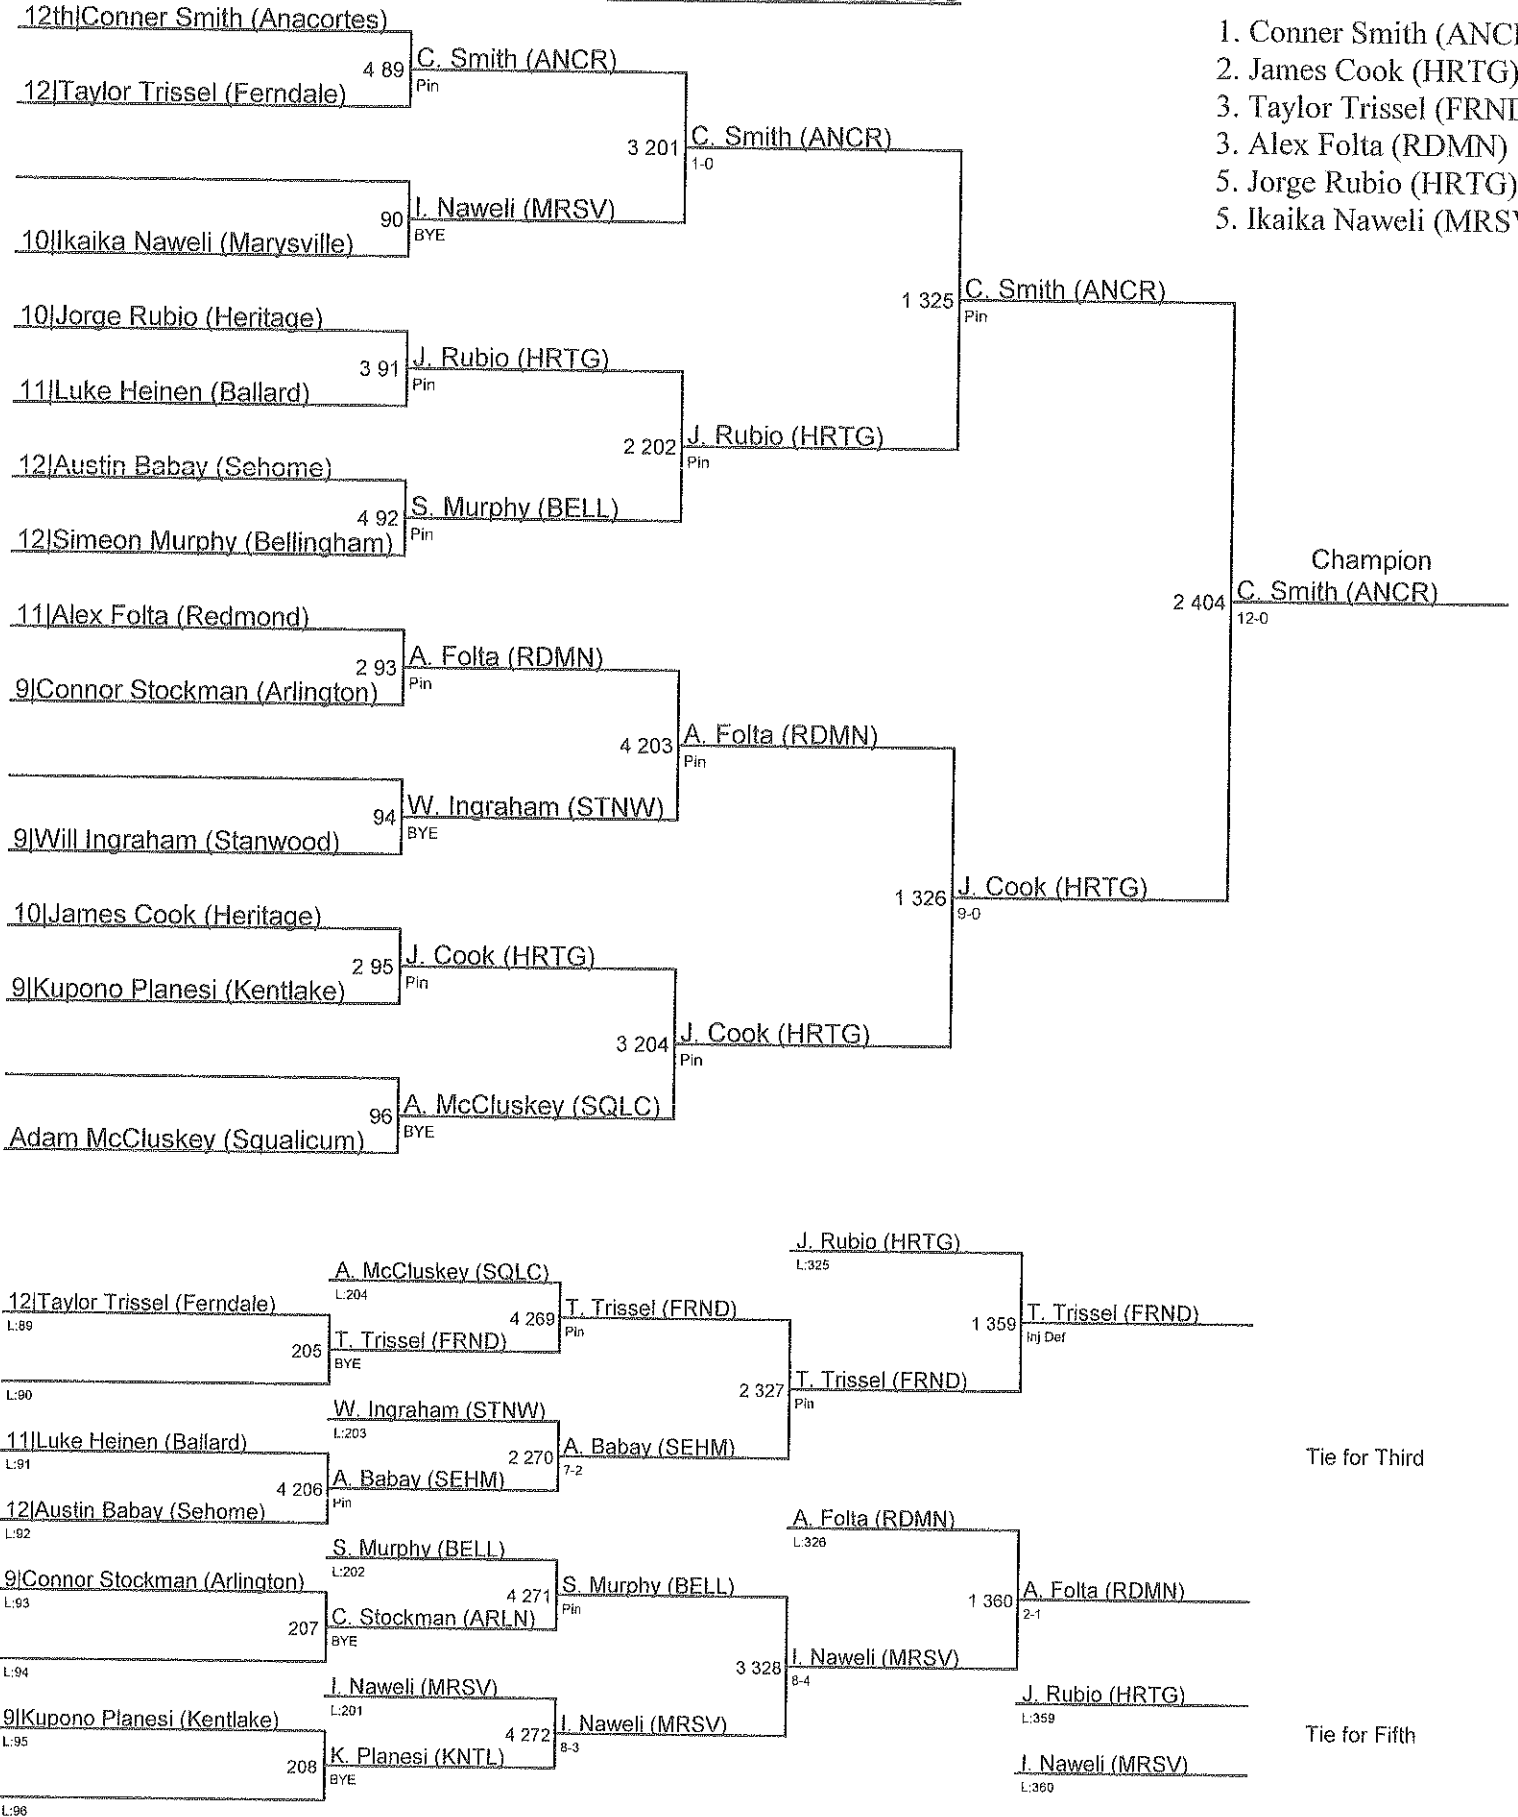 12th|Conner Smith (Anacortes)
4 89
C. Smith (ANCR)
Pin
12|Taylor Trissel (Ferndale)
3 201
C. Smith (ANCR)
1-0
90
I. Naweli (MRSV)
BYE
10|Ikaika Naweli (Marysville)
1 325
C. Smith (ANCR)
Pin
10|Jorge Rubio (Heritage)
3 91
J. Rubio (HRTG)
Pin
11|Luke Heinen (Ballard)
2 202
J. Rubio (HRTG)
Pin
12|Austin Babay (Sehome)
4 92
S. Murphy (BELL)
Pin
12|Simeon Murphy (Bellingham)
Champion
2 404
C. Smith (ANCR)
12-0
11|Alex Folta (Redmond)
2 93
A. Folta (RDMN)
Pin
9|Connor Stockman (Arlington)
4 203
A. Folta (RDMN)
Pin
94
W. Ingraham (STNW)
BYE
9|Will Ingraham (Stanwood)
1 326
J. Cook (HRTG)
9-0
10|James Cook (Heritage)
2 95
J. Cook (HRTG)
Pin
9|Kupono Planesi (Kentlake)
3 204
J. Cook (HRTG)
Pin
96
A. McCluskey (SQLC)
BYE
Adam McCluskey (Squalicum)
1. Conner Smith (ANC
2. James Cook (HRTG)
3. Taylor Trissel (FRN
3. Alex Folta (RDMN)
5. Jorge Rubio (HRTG)
5. Ikaika Naweli (MRS
12|Taylor Trissel (Ferndale)
L:89
205
T. Trissel (FRND)
BYE
L:90
A. McCluskey (SQLC)
L:204
4 269
T. Trissel (FRND)
Pin
11|Luke Heinen (Ballard)
L:91
4 206
A. Babay (SEHM)
Pin
12|Austin Babay (Sehome)
L:92
W. Ingraham (STNW)
L:203
2 270
A. Babay (SEHM)
7-2
2 327
T. Trissel (FRND)
Pin
J. Rubio (HRTG)
L:325
1 359
T. Trissel (FRND)
Inj Def
Tie for Third
9|Connor Stockman (Arlington)
L:93
207
C. Stockman (ARLN)
BYE
L:94
S. Murphy (BELL)
L:202
4 271
S. Murphy (BELL)
Pin
9|Kupono Planesi (Kentlake)
L:95
208
K. Planesi (KNTL)
BYE
L:96
I. Naweli (MRSV)
L:201
4 272
I. Naweli (MRSV)
8-3
3 328
I. Naweli (MRSV)
8-4
A. Folta (RDMN)
L:326
1 360
A. Folta (RDMN)
2-1
J. Rubio (HRTG)
L:359
Tie for Fifth
I. Naweli (MRSV)
L:360